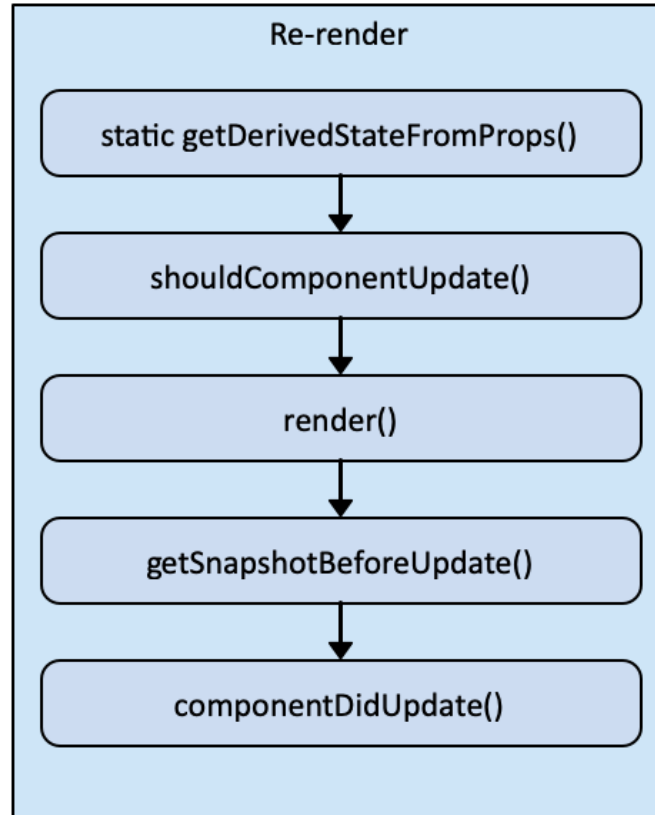 Re-render
static getDerivedStateFromProps()
shouldComponentUpdate()
render()
getSnapshotBeforeUpdate()
componentDidUpdate()